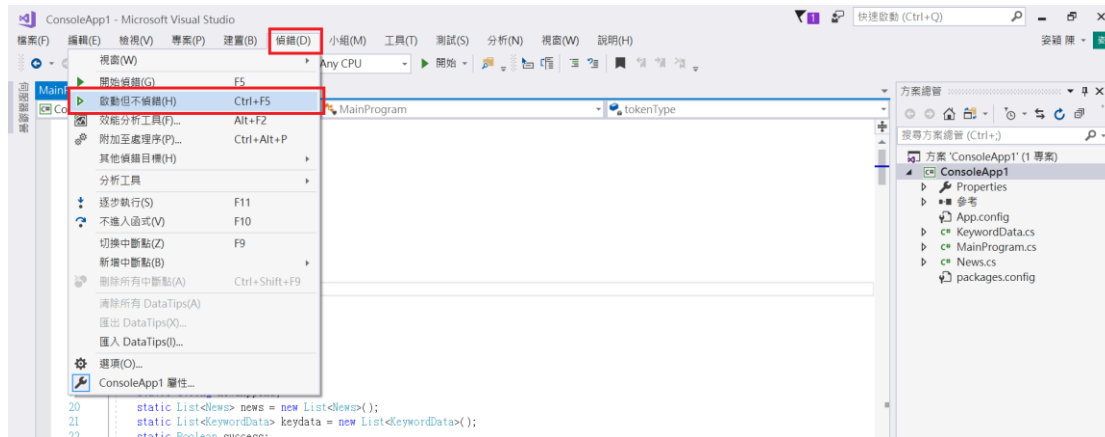 ConsoleApp1 - Microsoft Visual Studio
1
快速啟動 (Ctrl+Q)
檔案(F) 編輯(E) 檢視(V) 專案(P) 建置(B) 偵錯(D) 小組(M) 工具(T) 測試(S) 分析(N) 視窗(W) 說明(H)
姿穎 陳
視窗(W)
Any CPU
開始
開始偵錯(G) F5
啟動但不偵錯(H) Ctrl+F5
效能分析工具(F)... Alt+F2
附加至處理序(P)... Ctrl+Alt+P
其他偵錯目標(H)
分析工具
逐步執行(S) F11
不進入函式(V) F10
切換中斷點(Z) F9
新增中斷點(B)
刪除所有中斷點(A) Ctrl+Shift+F9
清除所有 DataTips(A)
匯出 DataTips(X)...
匯入 DataTips(I)...
選項(O)...
ConsoleApp1 屬性...
MainProgram
tokenType
20 static List<News> news = new List<News>();
21 static List<KeywordData> keydata = new List<KeywordData>();
22 static Boolean success;
方案總管
搜尋方案總管 (Ctrl+;)
方案 'ConsoleApp1' (1 專案)
ConsoleApp1
Properties
參考
App.config
KeywordData.cs
MainProgram.cs
News.cs
packages.config